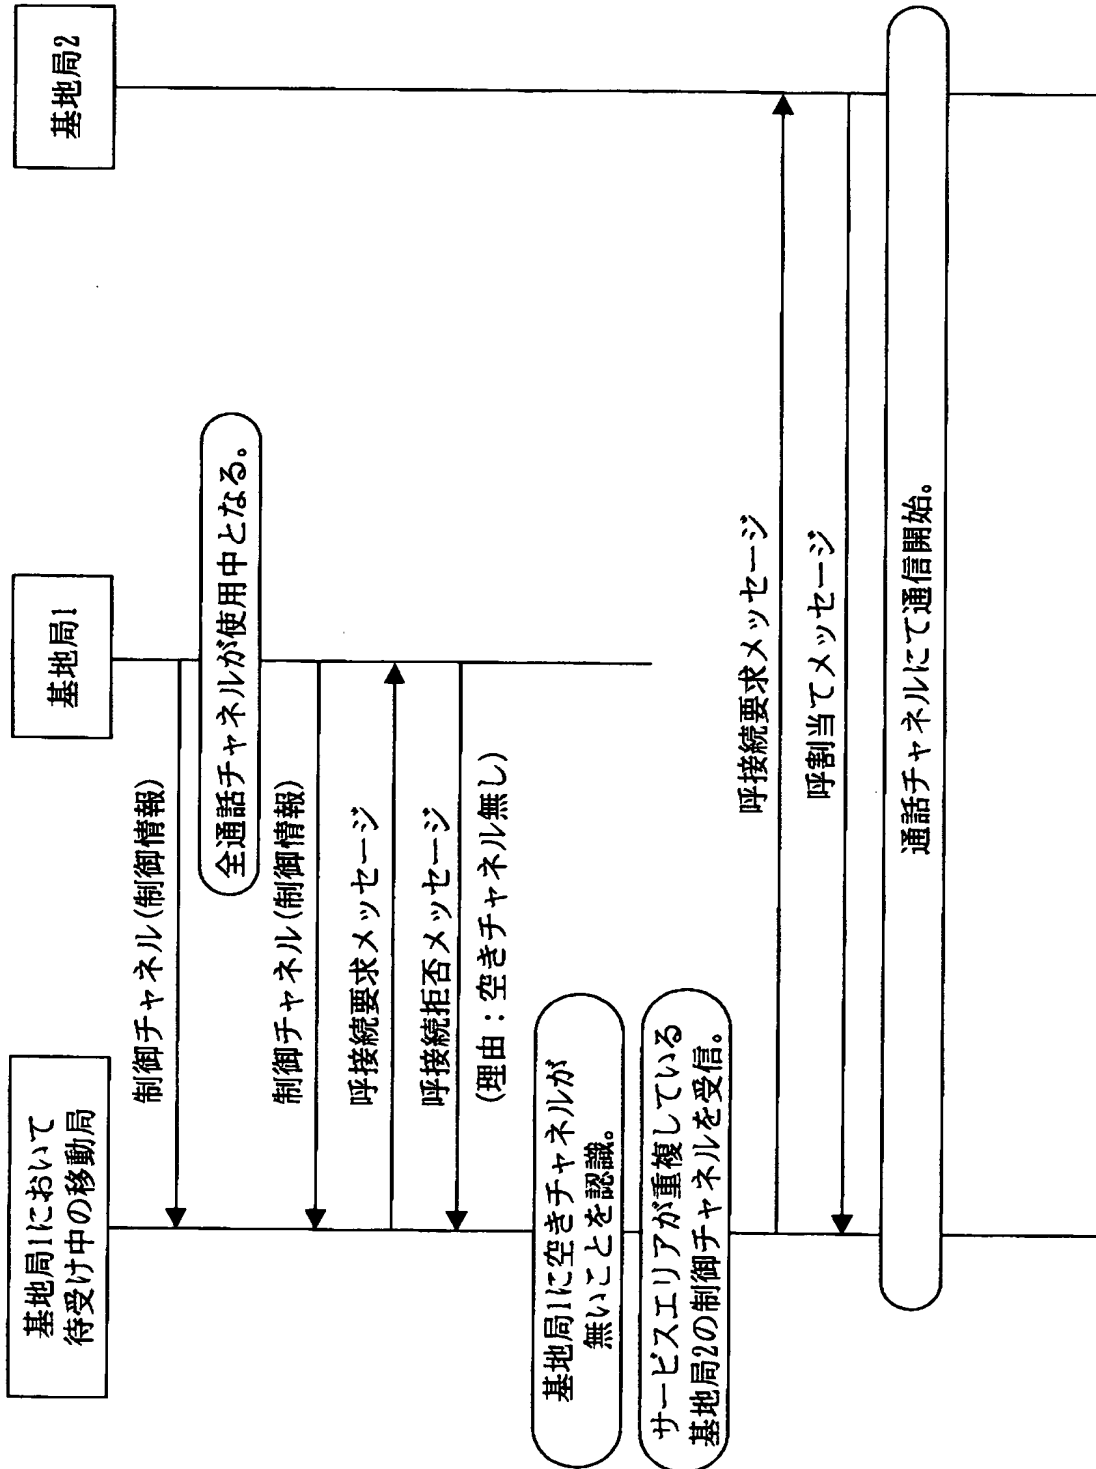 基地局1において
待受け中の移動局
基地局1
基地局2
制御チャネル(制御情報)
全通話チャネルが使用中となる。
制御チャネル(制御情報)
呼接続要求メッセージ
呼接続拒否メッセージ
(理由：空きチャネル無し)
基地局1に空きチャネルが
無いことを認識。
サービスエリアが重複している
基地局2の制御チャネルを受信。
呼接続要求メッセージ
呼割当てメッセージ
通話チャネルにて通信開始。